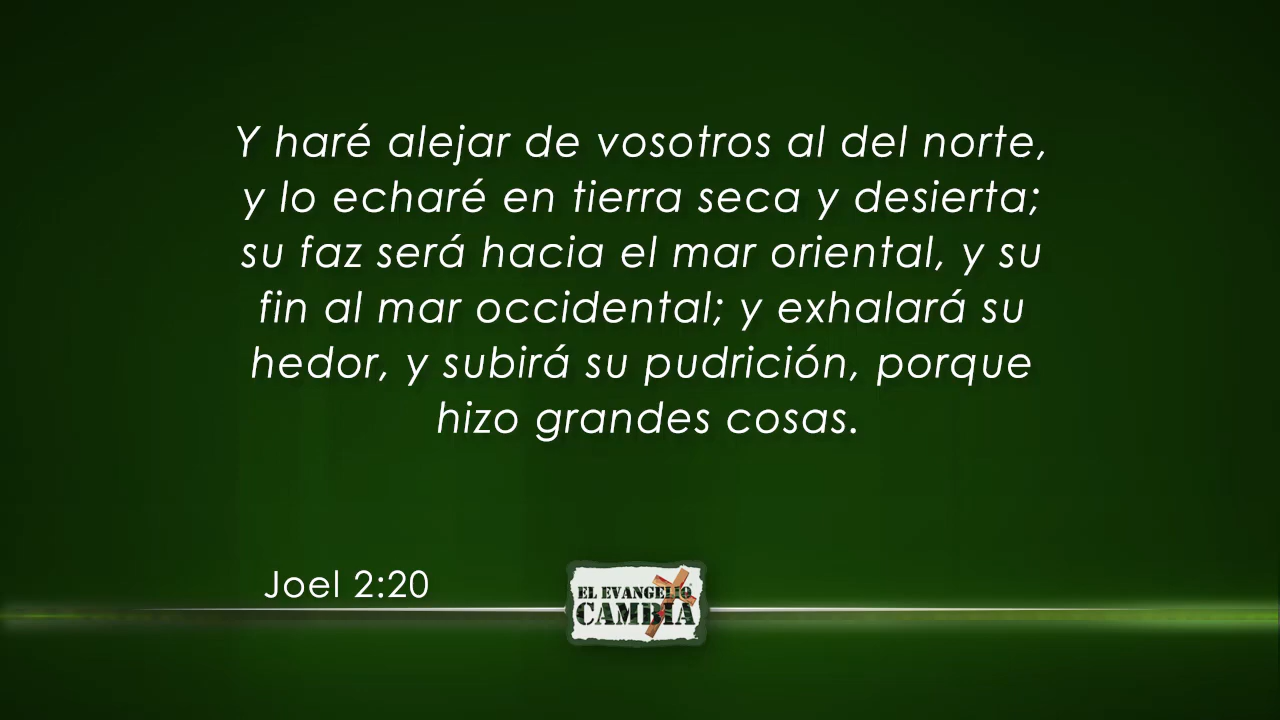 Y haré alejar de vosotros al del norte,
y lo echaré en tierra seca y desierta;
su faz será hacia el mar oriental, y su
fin al mar occidental; y exhalará su
hedor, y subirá su pudrición, porque
hizo grandes cosas.
Joel 2:20
EL EVANGELIO
CAMBIA